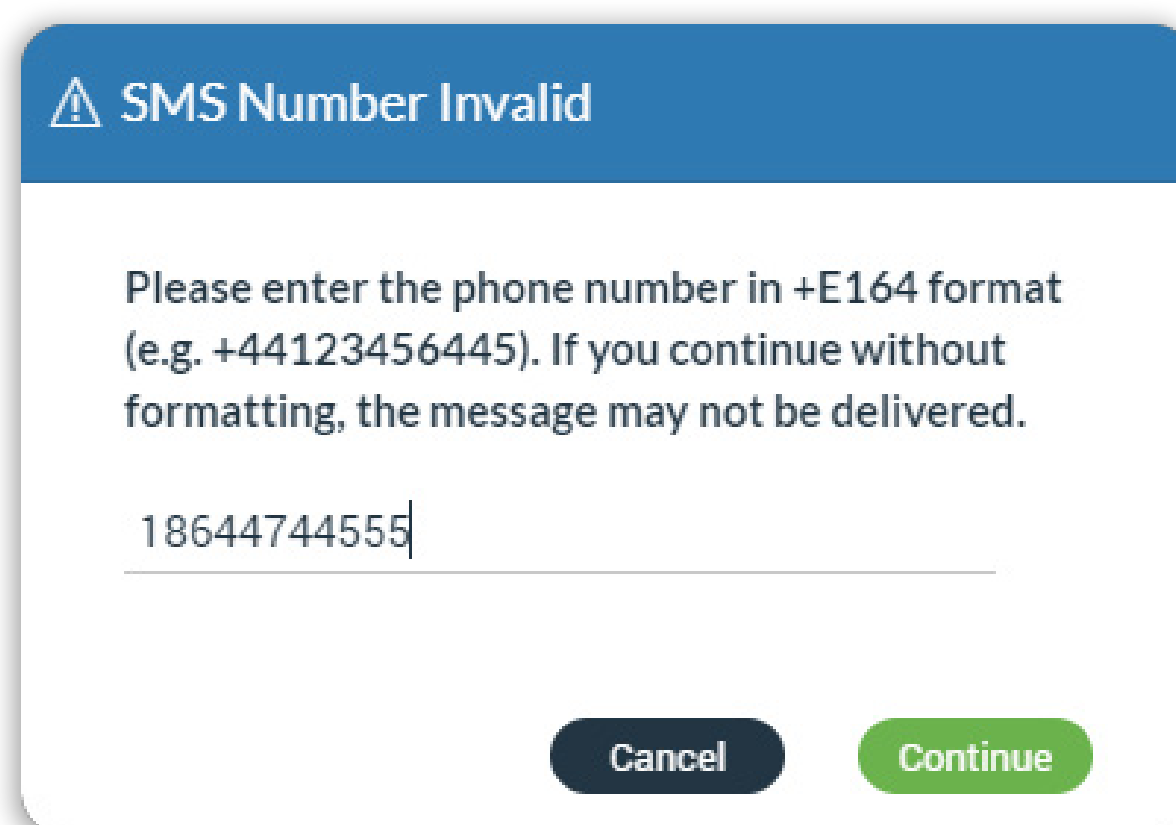 SMS Number Invalid
Please enter the phone number in +E164 format
(e.g. +44123456445). If you continue without
formatting, the message may not be delivered.
18644744555
Cancel
Continue